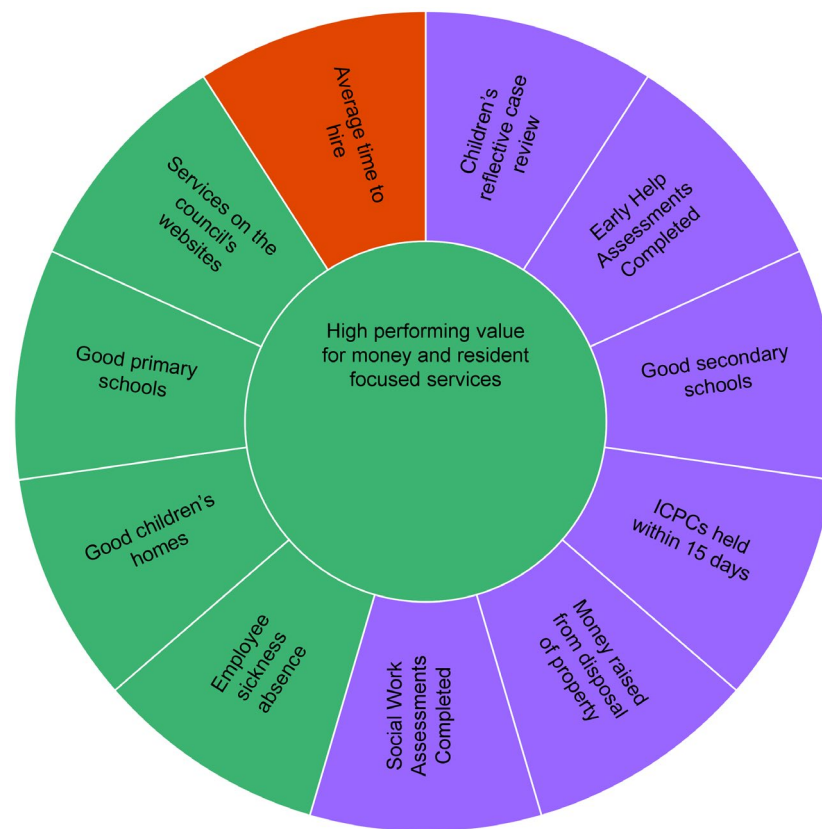 High performing value
for money and resident
focused services
Children’s
reflective case
review
Early Help
Assessments
Completed
Good secondary
schools
ICPCs held
within 15 days
Money raised
from disposal
of property
Social Work
Assessments
Completed
Employee
sickness
absence
Good children’s
homes
Good primary
schools
Services on the
council's
websites
Average time to
hire